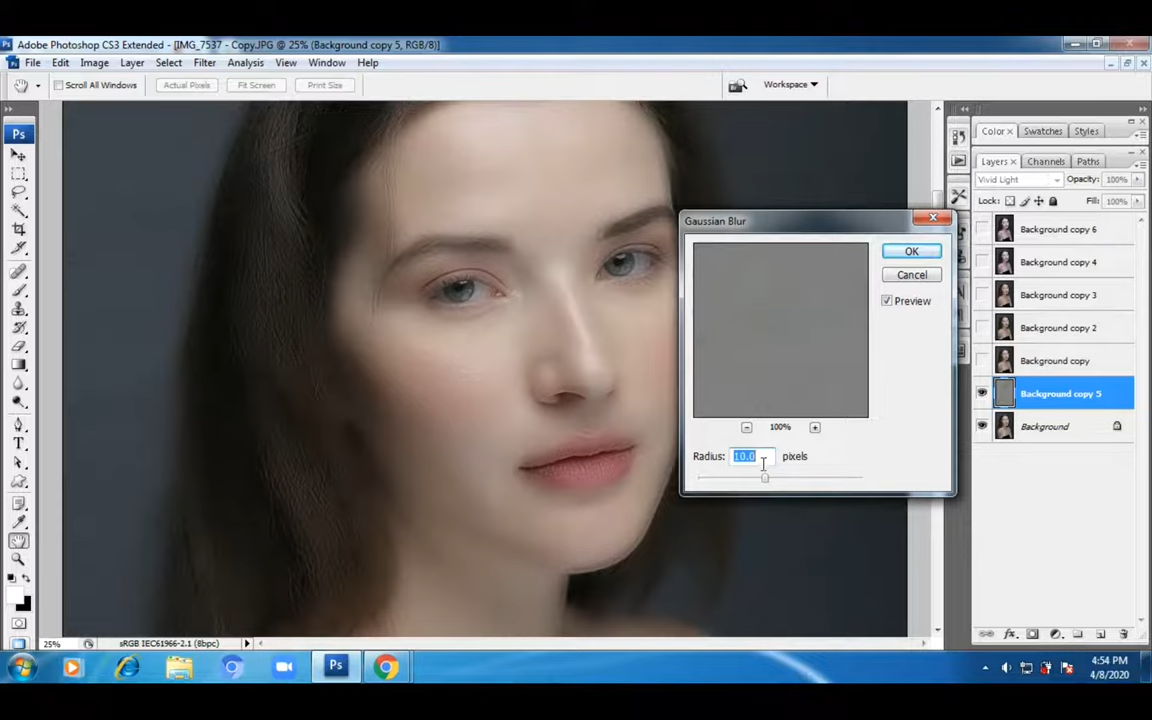 Adobe Photoshop CS3 Extended - [IMG_7537 - Copy.JPG @ 25% (Background copy 5, RGB/8)]
File Edit Image Layer Select Filter Analysis View Window Help
Scroll All Windows Actual Pixels Fit Screen Print Size Workspace
Ps
Color x Swatches Styles
Layers x Channels Paths
Vivid Light Opacity: 100%
Lock: Fill: 100%
Background copy 6
Background copy 4
Background copy 3
Background copy 2
Background copy
Background copy 5
Background
Gaussian Blur
OK
Cancel
Preview
100%
Radius: 10.0 pixels
T
25% sRGB IEC61966-2.1 (8bpc)
fx
Ps
4:54 PM
4/8/2020